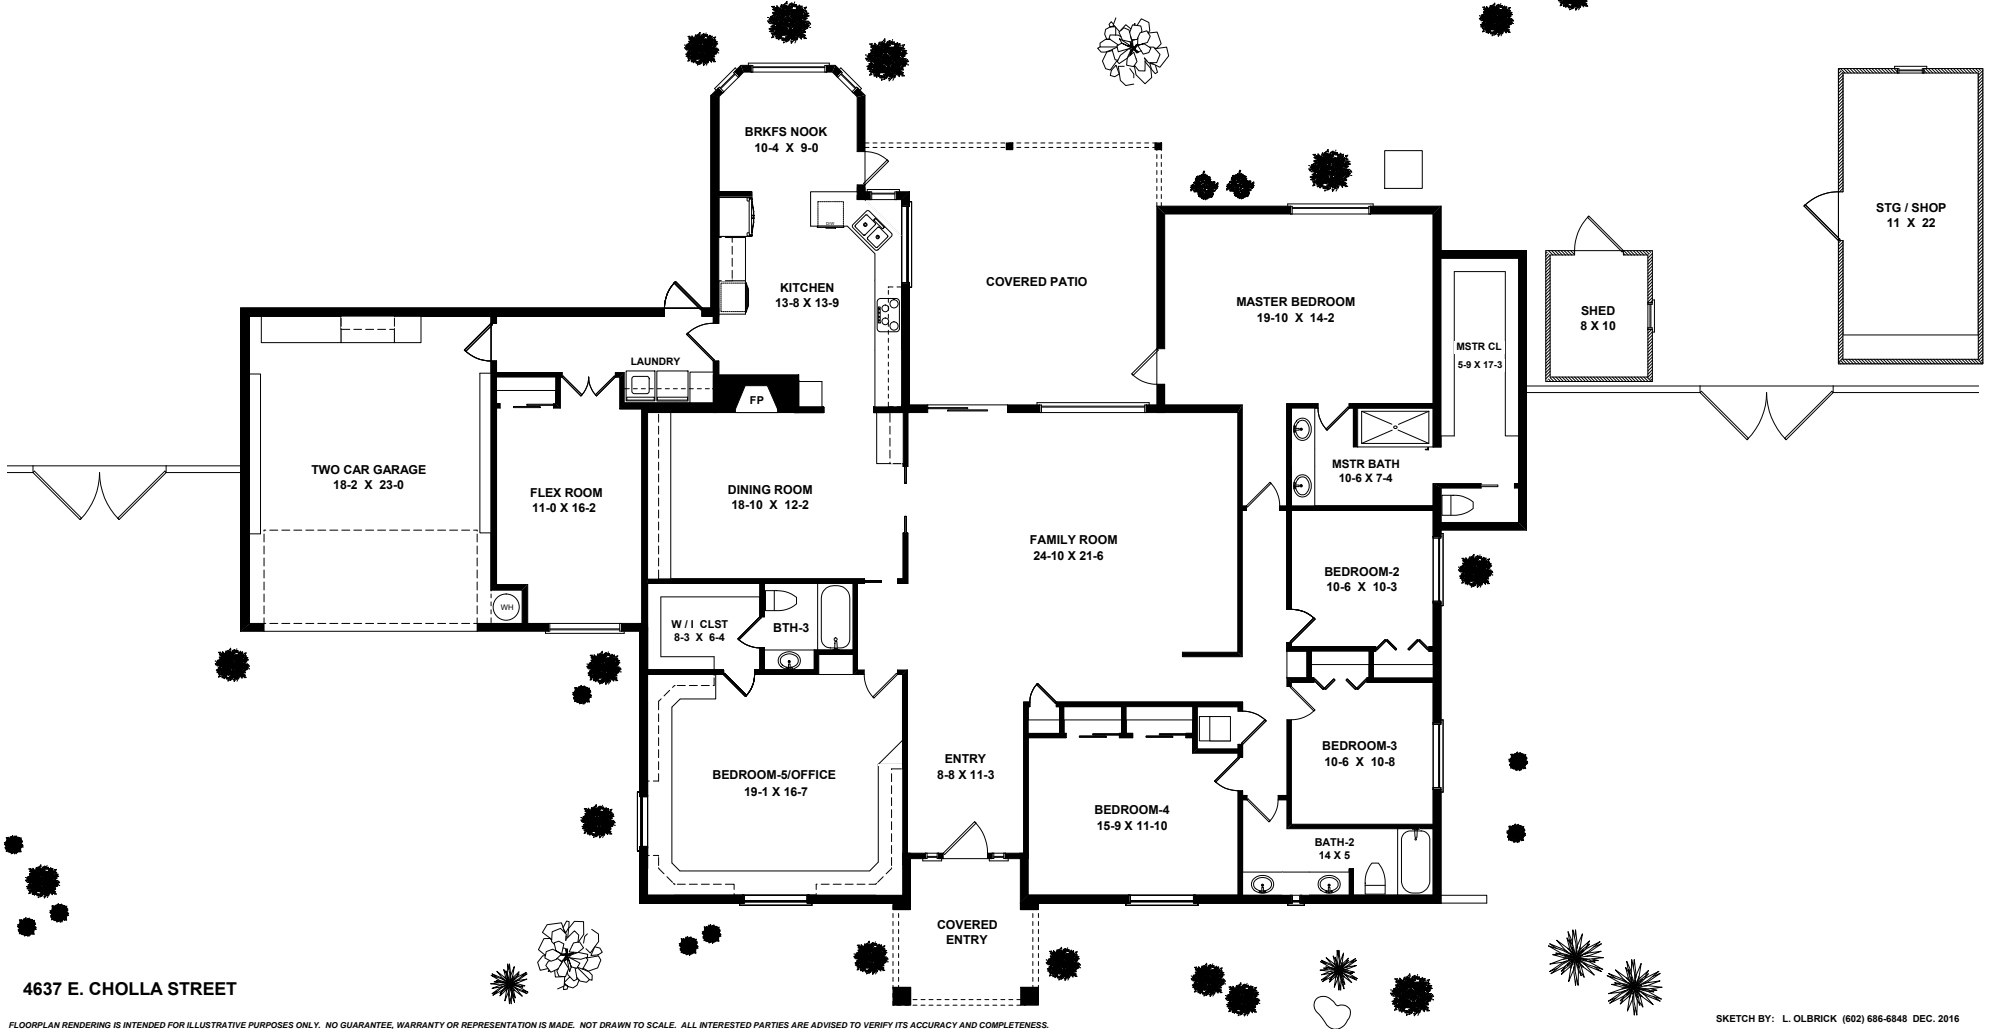 BRKFS NOOK
10-4 X 9-0
KITCHEN
13-8 X 13-9
COVERED PATIO
MASTER BEDROOM
19-10 X 14-2
MSTR CL
5-9 X 17-3
SHED
8 X 10
STG / SHOP
11 X 22
LAUNDRY
FP
TWO CAR GARAGE
18-2 X 23-0
FLEX ROOM
11-0 X 16-2
DINING ROOM
18-10 X 12-2
MSTR BATH
10-6 X 7-4
FAMILY ROOM
24-10 X 21-6
BEDROOM-2
10-6 X 10-3
WH
W / I CLST
8-3 X 6-4
BTH-3
BEDROOM-5/OFFICE
19-1 X 16-7
ENTRY
8-8 X 11-3
BEDROOM-3
10-6 X 10-8
BEDROOM-4
15-9 X 11-10
BATH-2
14 X 5
COVERED
ENTRY
4637 E. CHOLLA STREET
FLOORPLAN RENDERING IS INTENDED FOR ILLUSTRATIVE PURPOSES ONLY. NO GUARANTEE, WARRANTY OR REPRESENTATION IS MADE. NOT DRAWN TO SCALE. ALL INTERESTED PARTIES ARE ADVISED TO VERIFY ITS ACCURACY AND COMPLETENESS.
SKETCH BY: L. OLBRICK (602) 686-6848 DEC. 2016